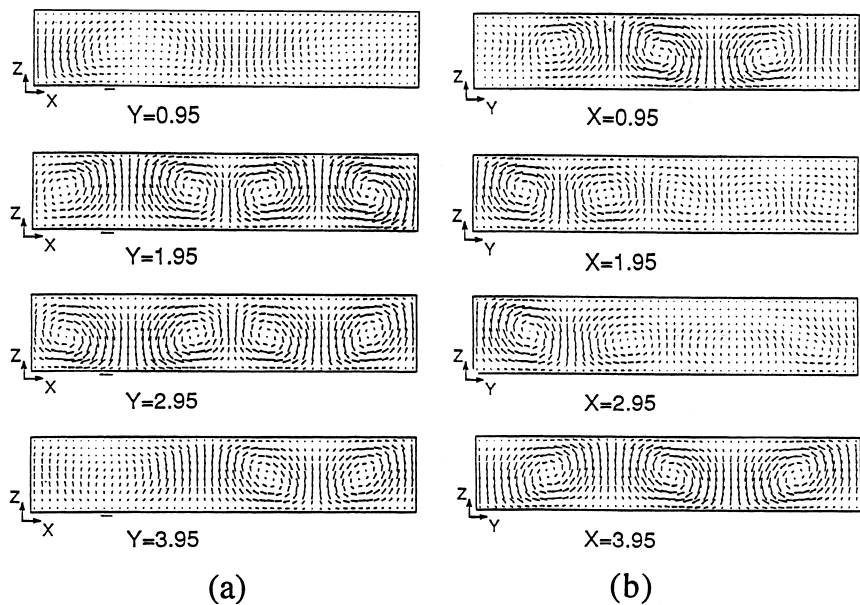 Z
X
Y=0.95
Z
X
Y=1.95
Z
X
Y=2.95
Z
X
Y=3.95
(a)
Z
Y
X=0.95
Z
Y
X=1.95
Z
Y
X=2.95
Z
Y
X=3.95
(b)